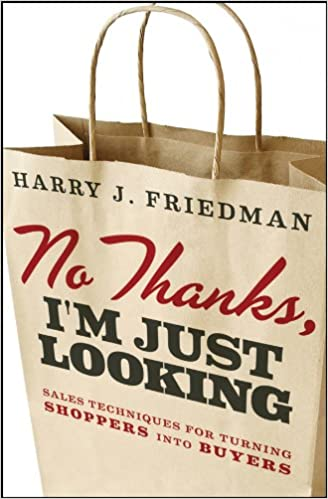 HARRY J. FRIEDMAN
No Thanks,
I'M JUST
LOOKING
SALES TECHNIQUES FOR TURNING
SHOPPERS INTO BUYERS